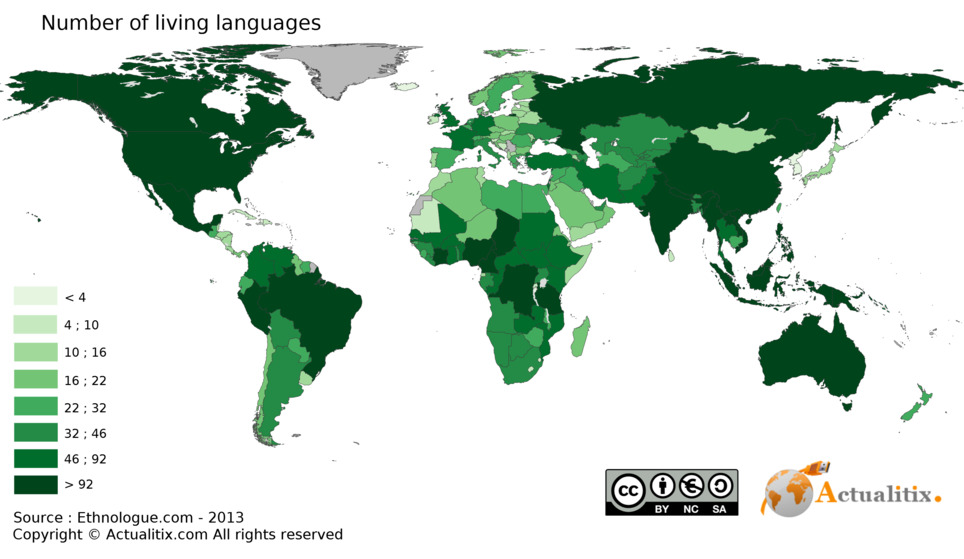 Number of living languages
< 4
4 ; 10
10 ; 16
16 ; 22
22 ; 32
32 ; 46
46 ; 92
> 92
cc
BY NC SA
Actualitix.
Source : Ethnologue.com - 2013
Copyright © Actualitix.com All rights reserved